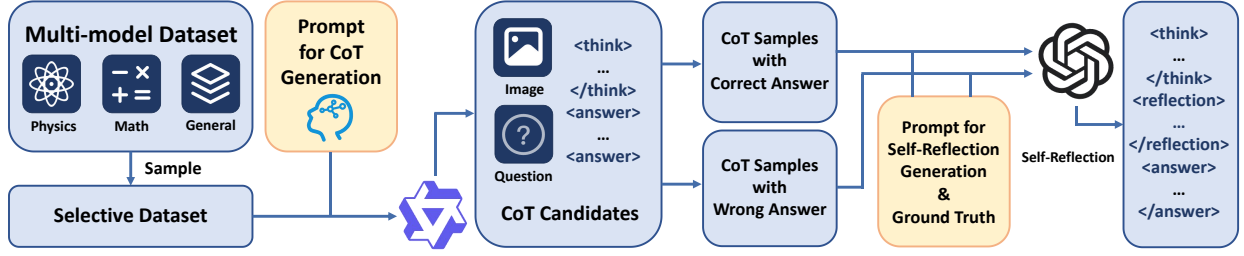 Multi-model Dataset
Physics
Math
General
Sample
Selective Dataset
Prompt
for CoT
Generation
Image
Question
<think>
...
</think>
<answer>
...
<answer>
CoT Candidates
CoT Samples
with
Correct Answer
CoT Samples
with
Wrong Answer
Prompt for
Self-Reflection
Generation
&
Ground Truth
Self-Reflection
<think>
...
</think>
<reflection>
...
</reflection>
<answer>
...
</answer>